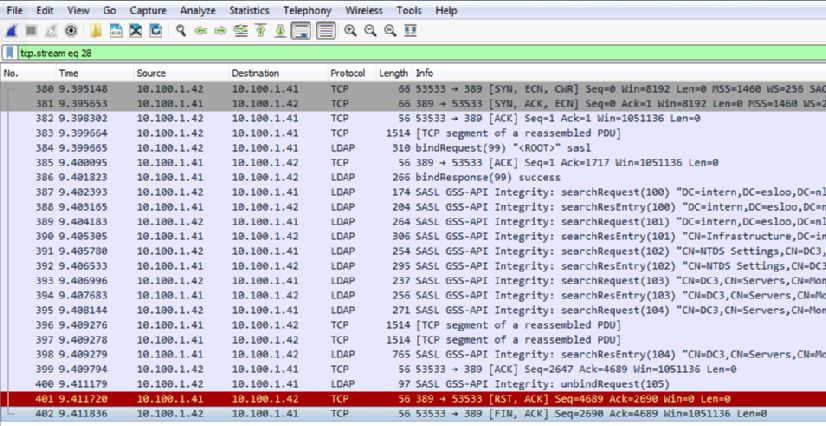 File Edit View Go Capture Analyze Statistics Telephony Wireless Tools Help
tcp.stream eq 28
No. Time Source Destination Protocol Length Info
380 9.395148 10.100.1.42 10.100.1.41 TCP 66 53533 → 389 [SYN, ECN, CWR] Seq=0 Win=8192 Len=0 MSS=1460 WS=256 SAC
381 9.395653 10.100.1.41 10.100.1.42 TCP 66 389 → 53533 [SYN, ACK, ECN] Seq=0 Ack=1 Win=8192 Len=0 MSS=1460 WS=2
382 9.398302 10.100.1.42 10.100.1.41 TCP 56 53533 → 389 [ACK] Seq=1 Ack=1 Win=1051136 Len=0
383 9.399664 10.100.1.42 10.100.1.41 TCP 1514 [TCP segment of a reassembled PDU]
384 9.399665 10.100.1.42 10.100.1.41 LDAP 310 bindRequest(99) "<ROOT>" sasl
385 9.400095 10.100.1.41 10.100.1.42 TCP 56 389 → 53533 [ACK] Seq=1 Ack=1717 Win=1051136 Len=0
386 9.401823 10.100.1.41 10.100.1.42 LDAP 266 bindResponse(99) success
387 9.402393 10.100.1.42 10.100.1.41 LDAP 174 SASL GSS-API Integrity: searchRequest(100) "DC=intern,DC=esloo,DC=nl
388 9.403165 10.100.1.41 10.100.1.42 LDAP 204 SASL GSS-API Integrity: searchResEntry(100) "DC=intern,DC=esloo,DC=n
389 9.404183 10.100.1.42 10.100.1.41 LDAP 264 SASL GSS-API Integrity: searchRequest(101) "DC=intern,DC=esloo,DC=nl
390 9.405305 10.100.1.41 10.100.1.42 LDAP 306 SASL GSS-API Integrity: searchResEntry(101) "CN=Infrastructure,DC=in
391 9.405780 10.100.1.42 10.100.1.41 LDAP 254 SASL GSS-API Integrity: searchRequest(102) "CN=NTDS Settings,CN=DC3,
392 9.406533 10.100.1.41 10.100.1.42 LDAP 295 SASL GSS-API Integrity: searchResEntry(102) "CN=NTDS Settings,CN=DC
393 9.406996 10.100.1.42 10.100.1.41 LDAP 237 SASL GSS-API Integrity: searchRequest(103) "CN=DC3,CN=Servers,CN=Mon
394 9.407683 10.100.1.41 10.100.1.42 LDAP 256 SASL GSS-API Integrity: searchResEntry(103) "CN=DC3,CN=Servers,CN=Mo
395 9.408144 10.100.1.42 10.100.1.41 LDAP 271 SASL GSS-API Integrity: searchRequest(104) "CN=DC3,CN=Servers,CN=Mon
396 9.409276 10.100.1.41 10.100.1.42 TCP 1514 [TCP segment of a reassembled PDU]
397 9.409278 10.100.1.41 10.100.1.42 TCP 1514 [TCP segment of a reassembled PDU]
398 9.409279 10.100.1.41 10.100.1.42 LDAP 765 SASL GSS-API Integrity: searchResEntry(104) "CN=DC3,CN=Servers,CN=Mo
399 9.409794 10.100.1.42 10.100.1.41 TCP 56 53533 → 389 [ACK] Seq=2647 Ack=4689 Win=1051136 Len=0
400 9.411179 10.100.1.42 10.100.1.41 LDAP 97 SASL GSS-API Integrity: unbindRequest(105)
401 9.411720 10.100.1.41 10.100.1.42 TCP 56 389 → 53533 [RST, ACK] Seq=4689 Ack=2690 Win=0 Len=0
402 9.411836 10.100.1.42 10.100.1.41 TCP 56 53533 → 389 [FIN, ACK] Seq=2690 Ack=4689 Win=1051136 Len=0